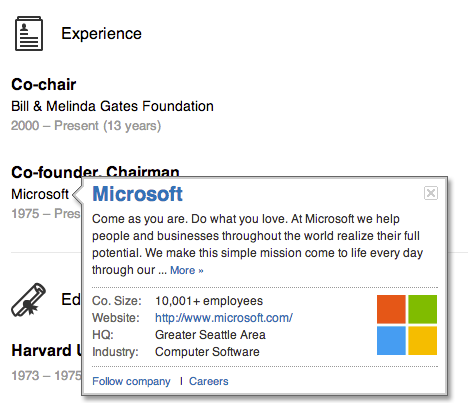 Experience
Co-chair
Bill & Melinda Gates Foundation
2000 – Present (13 years)
Co-founder, Chairman
Microsoft
1975 –
Microsoft
Come as you are. Do what you love. At Microsoft we help
people and businesses throughout the world realize their full
potential. We make this simple mission come to life every day
through our ... More »
Co. Size: 10,001+ employees
Website: http://www.microsoft.com/
HQ: Greater Seattle Area
Industry: Computer Software
Follow company | Careers
Harvard
1973 – 1975